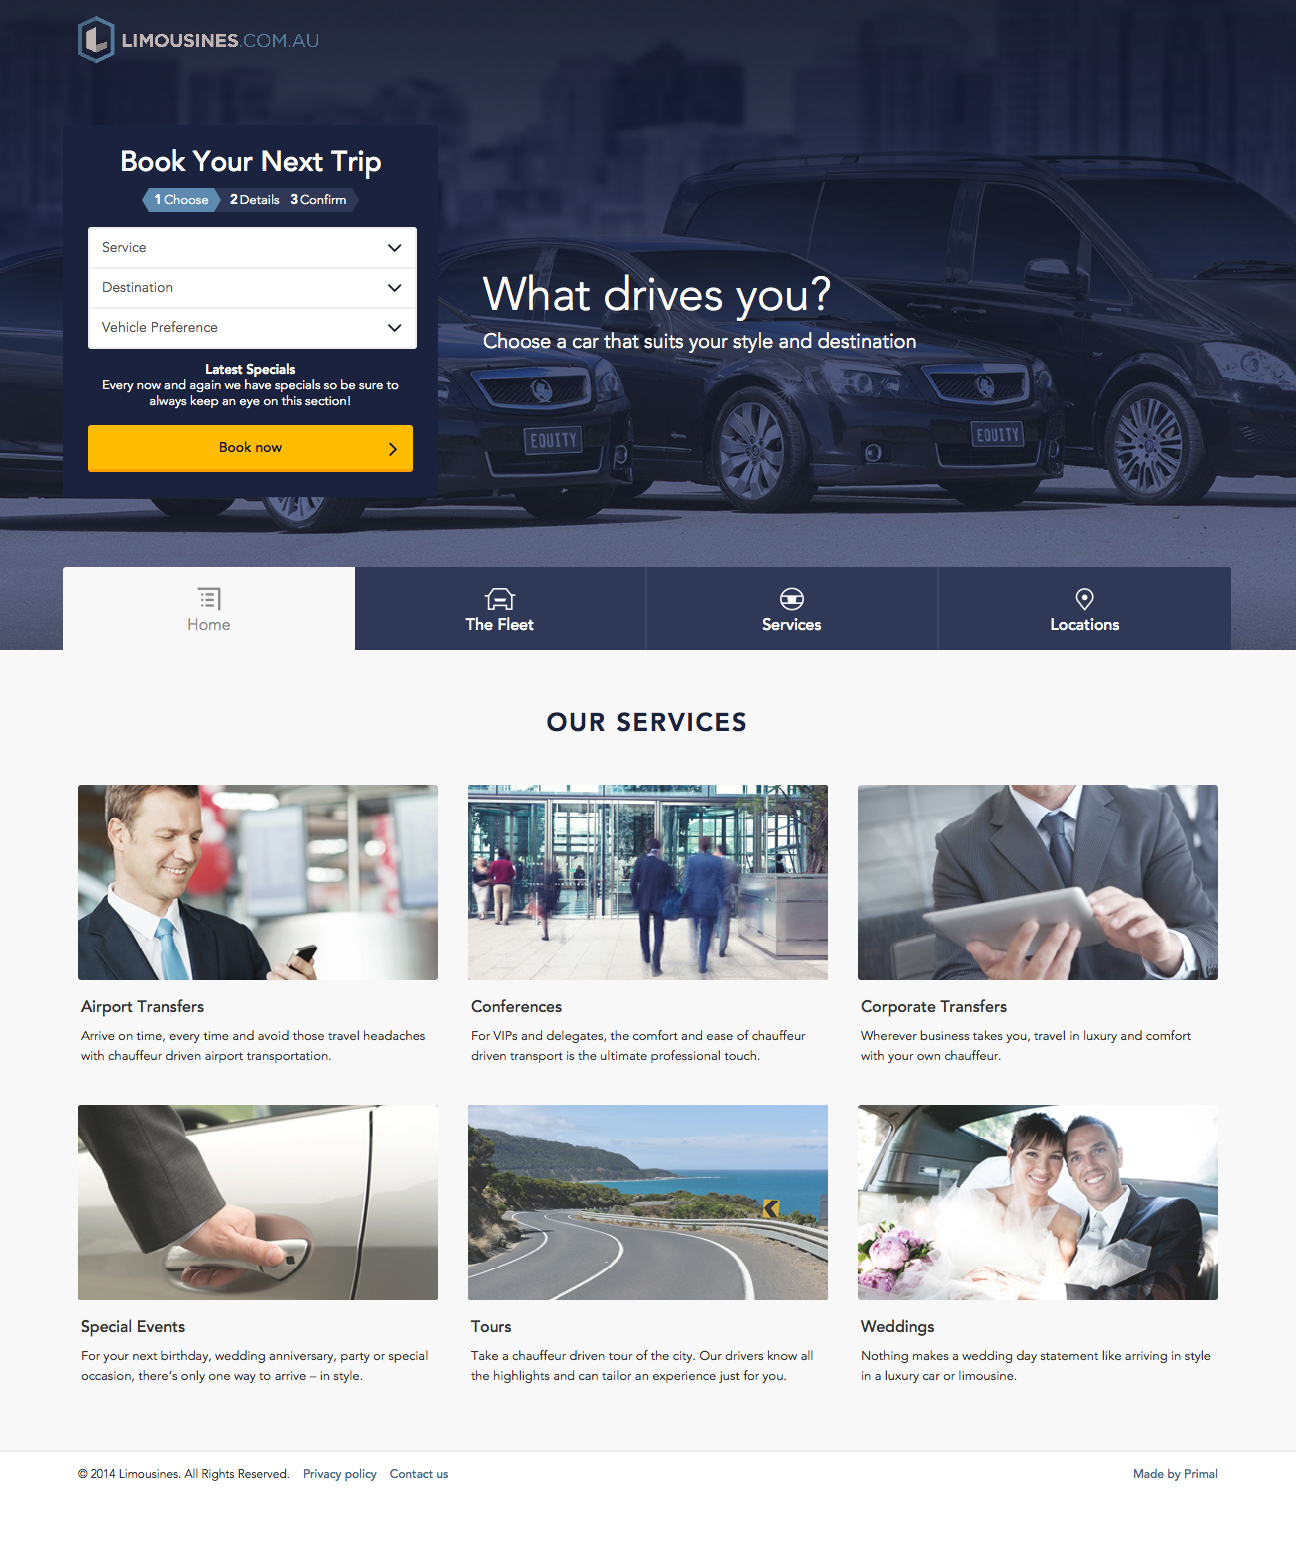 LIMOUSINES.COM.AU
Book Your Next Trip
1 Choose 2 Details 3 Confirm
Service
Destination
Vehicle Preference
Latest Specials
Every now and again we have specials so be sure to
always keep an eye on this section!
Book now
What drives you?
Choose a car that suits your style and destination
EQUITY
EQUITY
Home
The Fleet
Services
Locations
OUR SERVICES
Airport Transfers
Arrive on time, every time and avoid those travel headaches
with chauffeur driven airport transportation.
Conferences
For VIPs and delegates, the comfort and ease of chauffeur
driven transport is the ultimate professional touch.
Corporate Transfers
Wherever business takes you, travel in luxury and comfort
with your own chauffeur.
Special Events
For your next birthday, wedding anniversary, party or special
occasion, there's only one way to arrive – in style.
Tours
Take a chauffeur driven tour of the city. Our drivers know all
the highlights and can tailor an experience just for you.
Weddings
Nothing makes a wedding day statement like arriving in style
in a luxury car or limousine.
© 2014 Limousines. All Rights Reserved. Privacy policy Contact us
Made by Primal